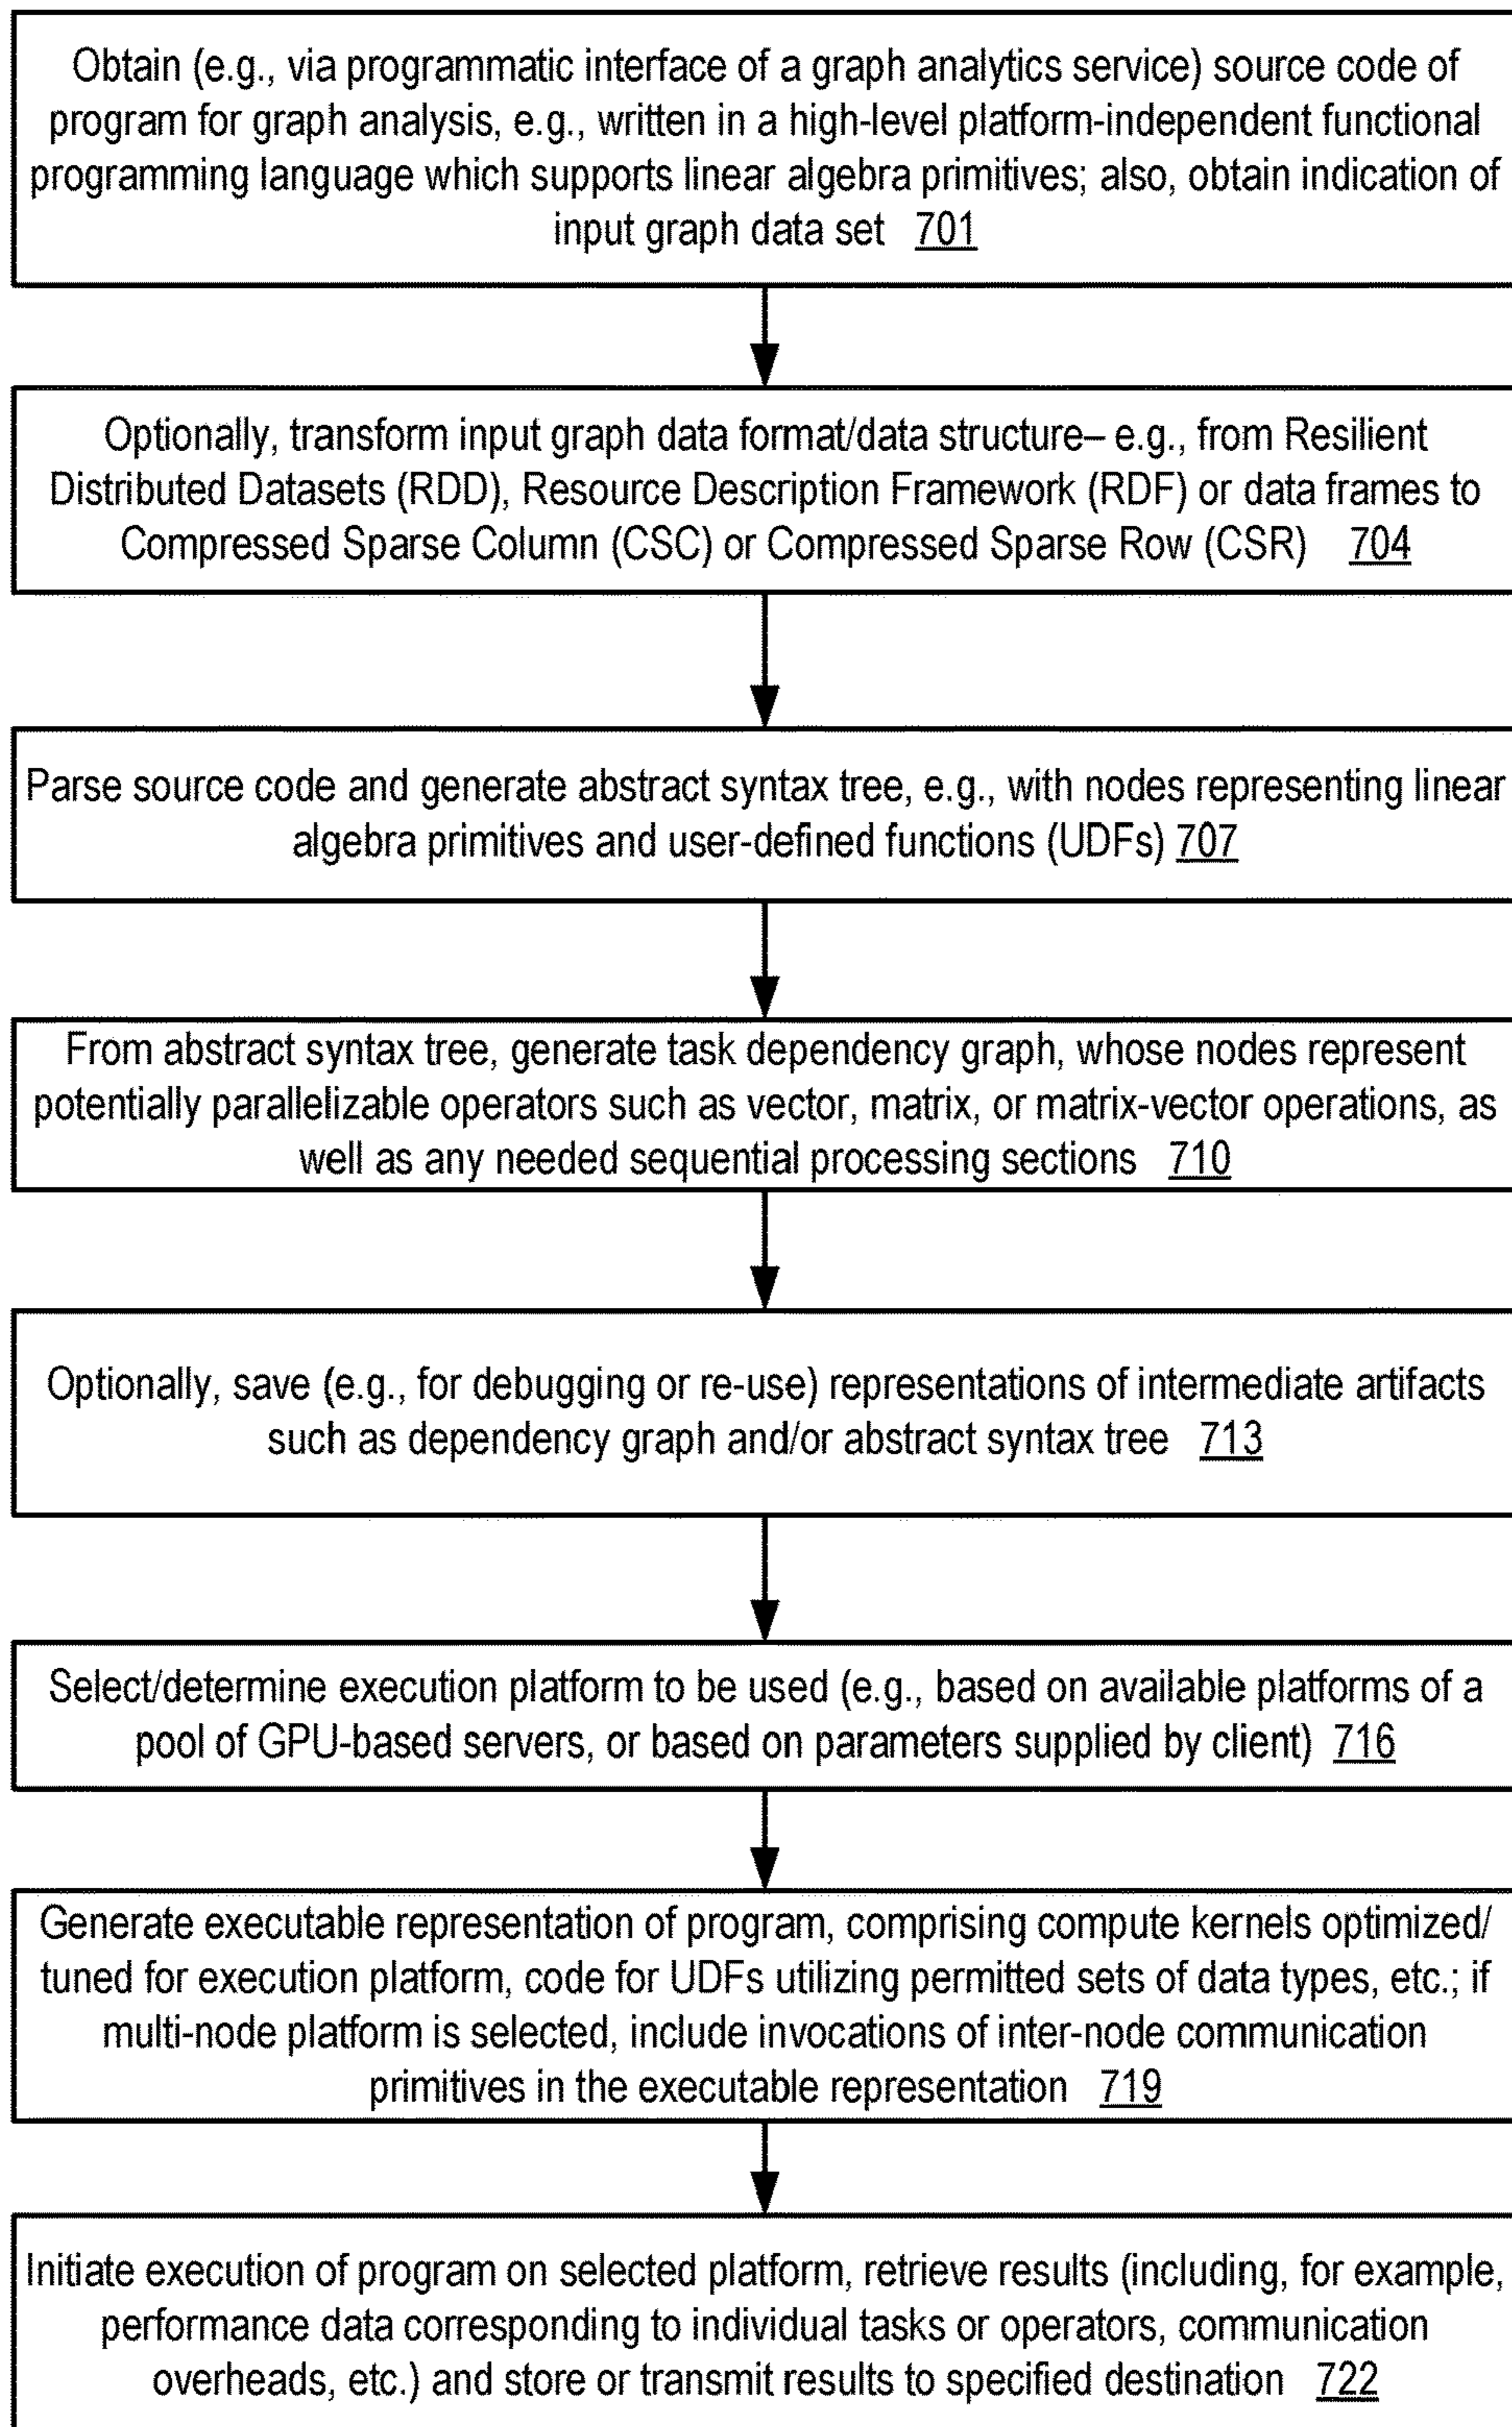 Obtain (e.g., via programmatic interface of a graph analytics service) source code of
program for graph analysis, e.g., written in a high-level platform-independent functional
programming language which supports linear algebra primitives; also, obtain indication of
input graph data set 701
Optionally, transform input graph data format/data structure– e.g., from Resilient
Distributed Datasets (RDD), Resource Description Framework (RDF) or data frames to
Compressed Sparse Column (CSC) or Compressed Sparse Row (CSR) 704
Parse source code and generate abstract syntax tree, e.g., with nodes representing linear
algebra primitives and user-defined functions (UDFs) 707
From abstract syntax tree, generate task dependency graph, whose nodes represent
potentially parallelizable operators such as vector, matrix, or matrix-vector operations, as
well as any needed sequential processing sections 710
Optionally, save (e.g., for debugging or re-use) representations of intermediate artifacts
such as dependency graph and/or abstract syntax tree 713
Select/determine execution platform to be used (e.g., based on available platforms of a
pool of GPU-based servers, or based on parameters supplied by client) 716
Generate executable representation of program, comprising compute kernels optimized/
tuned for execution platform, code for UDFs utilizing permitted sets of data types, etc.; if
multi-node platform is selected, include invocations of inter-node communication
primitives in the executable representation 719
Initiate execution of program on selected platform, retrieve results (including, for example,
performance data corresponding to individual tasks or operators, communication
overheads, etc.) and store or transmit results to specified destination 722